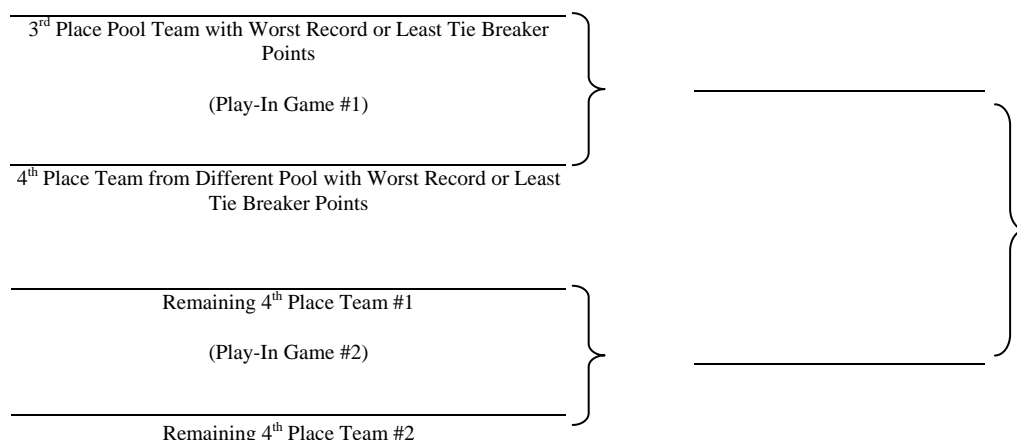 3rd Place Pool Team with Worst Record or Least Tie Breaker
Points
(Play-In Game #1)
4th Place Team from Different Pool with Worst Record or Least
Tie Breaker Points
Remaining 4th Place Team #1
(Play-In Game #2)
Remaining 4th Place Team #2